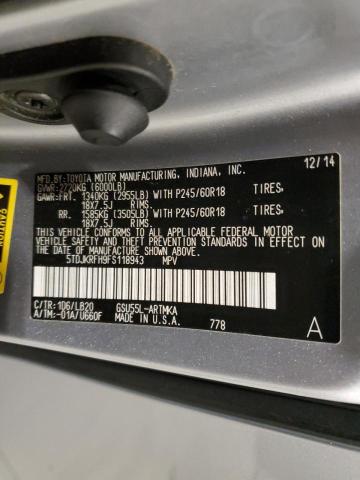 MFD.BY:TOYOTA MOTOR MANUFACTURING, INDIANA, INC. 12/14
GVWR:2720KG (6000LB)
GAWR:FRT. 1340KG (2955LB) WITH P245/60R18 TIRES,
18X7.5J RIMS.
RR. 1585KG (3505LB) WITH P245/60R18 TIRES,
18X7.5J RIMS.
THIS VEHICLE CONFORMS TO ALL APPLICABLE FEDERAL MOTOR
VEHICLE SAFETY AND THEFT PREVENTION STANDARDS IN
EFFECT ON THE DATE OF MANUFACTURE SHOWN ABOVE.
5TDJKRFH9FS118943 MPV
C/TR:1D6/LB20 GSU55L-ARTMKA
A/TM:-01A/U660F MADE IN U.S.A. 778 A